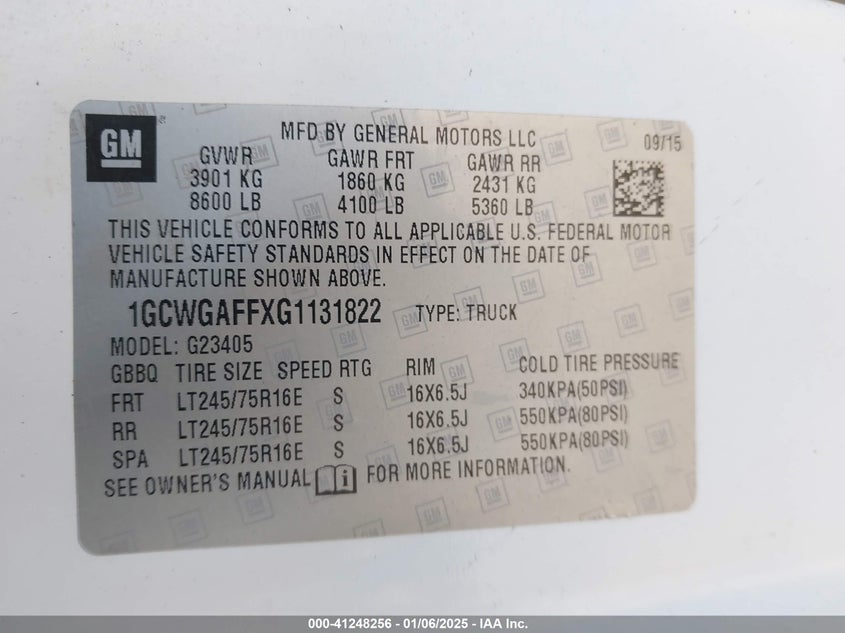 GM
MFD BY GENERAL MOTORS LLC 09/15
GVWR GAWR FRT GAWR RR
3901 KG 1860 KG 2431 KG
8600 LB 4100 LB 5360 LB
THIS VEHICLE CONFORMS TO ALL APPLICABLE U.S. FEDERAL MOTOR
VEHICLE SAFETY STANDARDS IN EFFECT ON THE DATE OF
MANUFACTURE SHOWN ABOVE.
1GCWGAFFXG1131822 TYPE: TRUCK
MODEL: G23405
GBBQ TIRE SIZE SPEED RTG RIM COLD TIRE PRESSURE
FRT LT245/75R16E S 16X6.5J 340KPA(50PSI)
RR LT245/75R16E S 16X6.5J 550KPA(80PSI)
SPA LT245/75R16E S 16X6.5J 550KPA(80PSI)
SEE OWNER'S MANUAL i FOR MORE INFORMATION.
000-41248256 - 01/06/2025 - IAA Inc.